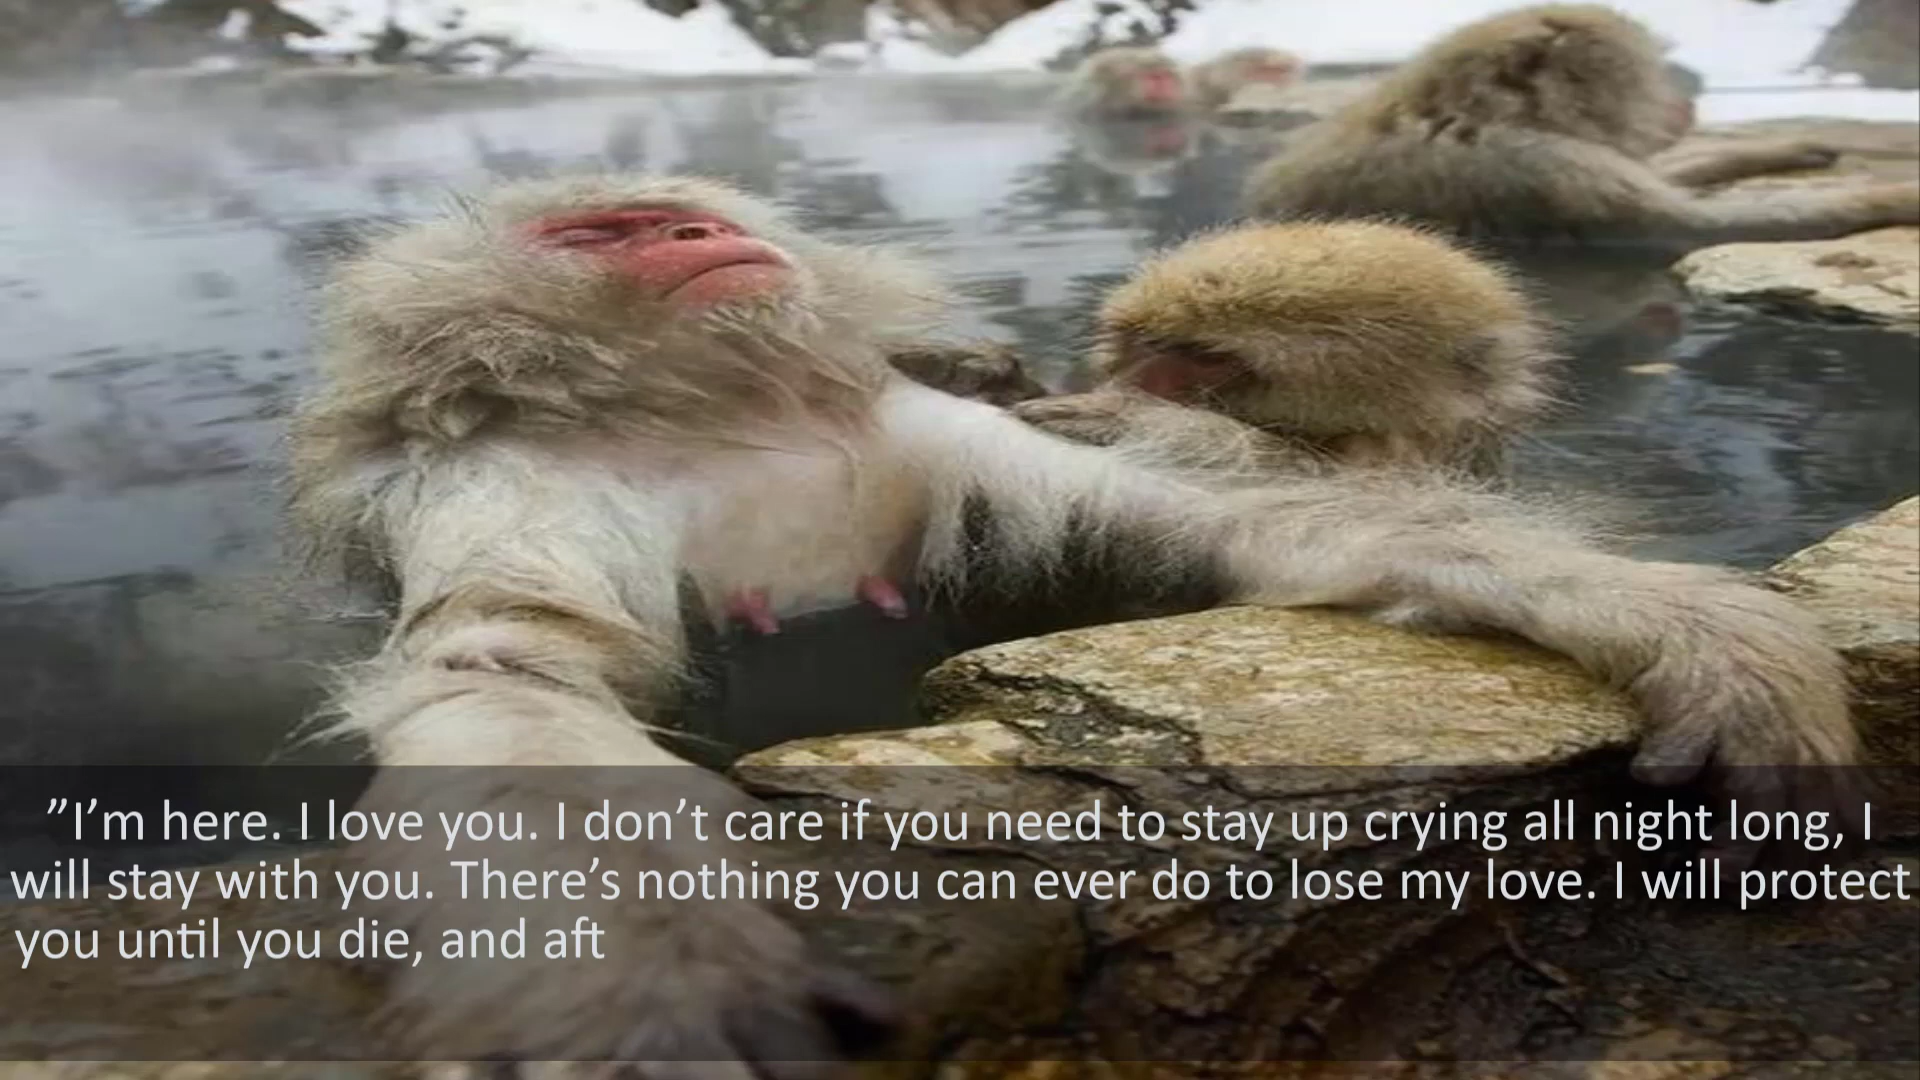 ”I’m here. I love you. I don’t care if you need to stay up crying all night long, I
will stay with you. There’s nothing you can ever do to lose my love. I will protect
you until you die, and aft